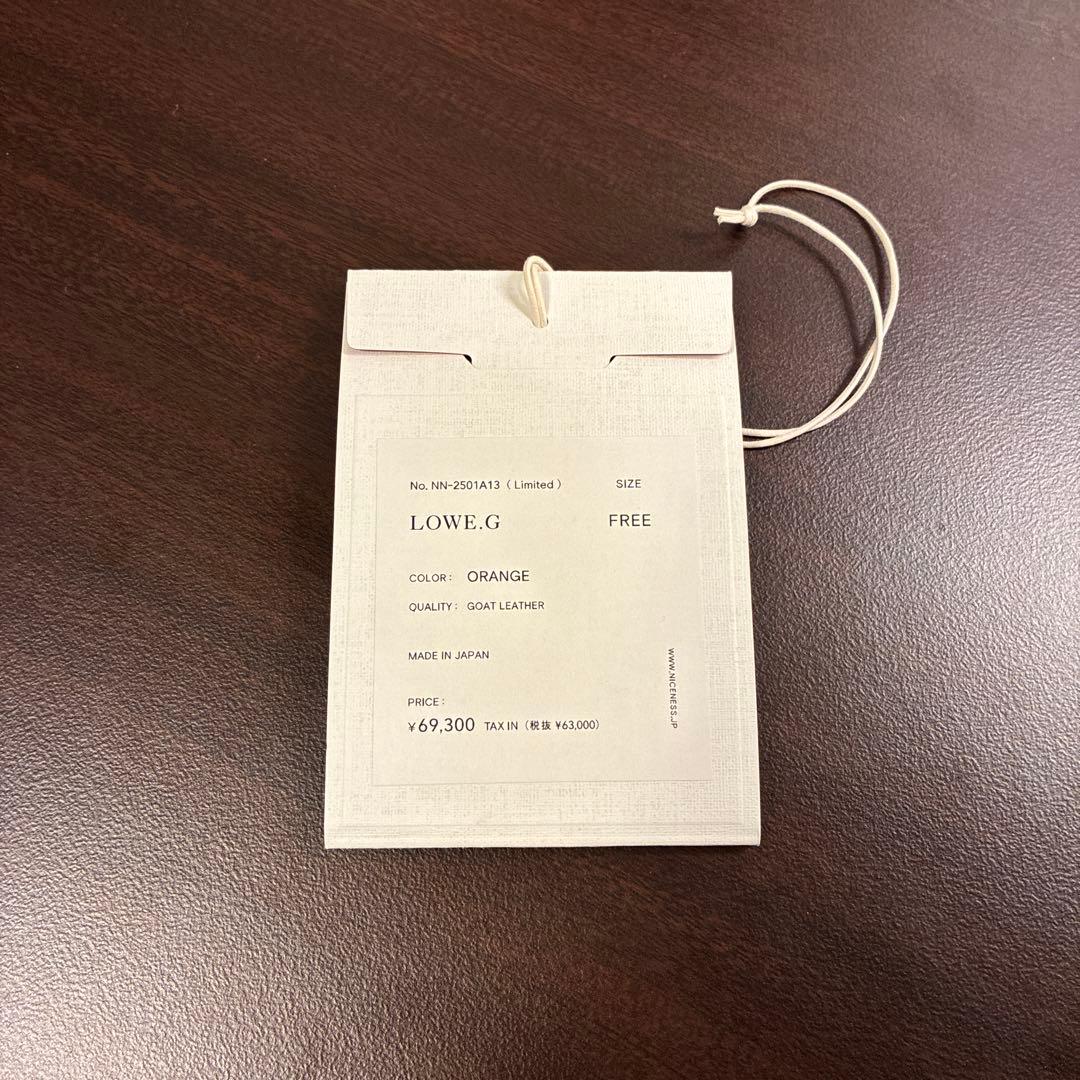 No. NN-2501A13 ( Limited )
SIZE
LOWE.G
FREE
COLOR : ORANGE
QUALITY : GOAT LEATHER
MADE IN JAPAN
PRICE :
¥69,300 TAX IN（税抜 ¥63,000）
WWW.NICENESS.JP